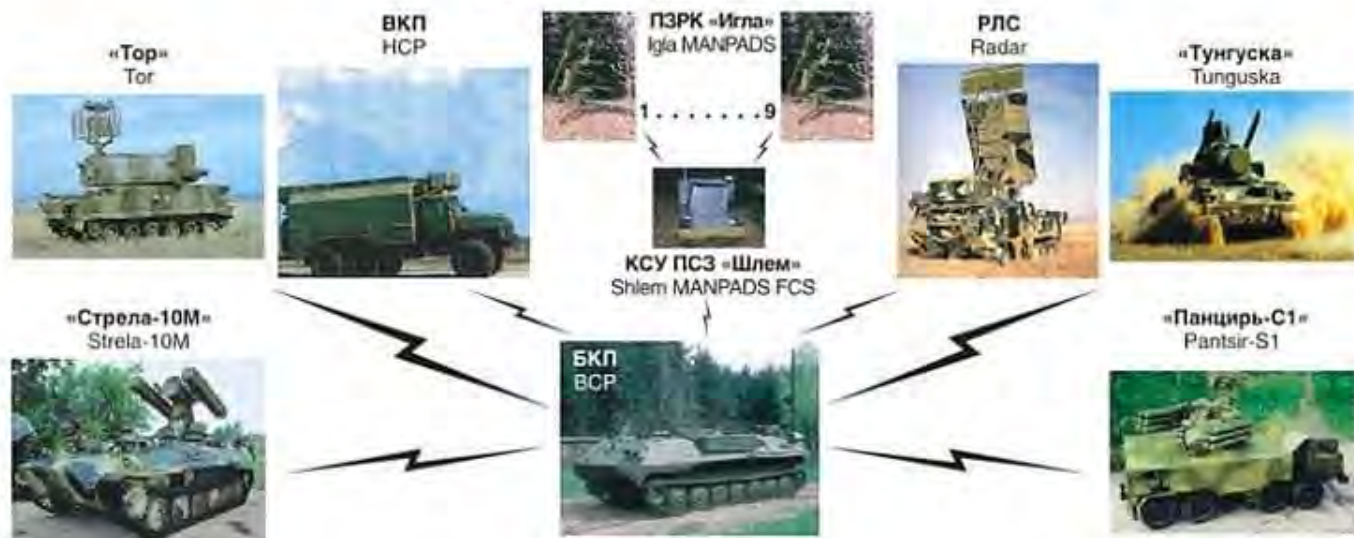 «Тор»
Tor
ВКП
HCP
ПЗРК «Игла»
Igla MANPADS
1.......9
РЛС
Radar
«Тунгуска»
Tunguska
КСУ ПСЗ «Шлем»
Shlem MANPADS FCS
«Стрела-10М»
Strela-10M
БКП
BCP
«Панцирь-С1»
Pantsir-S1